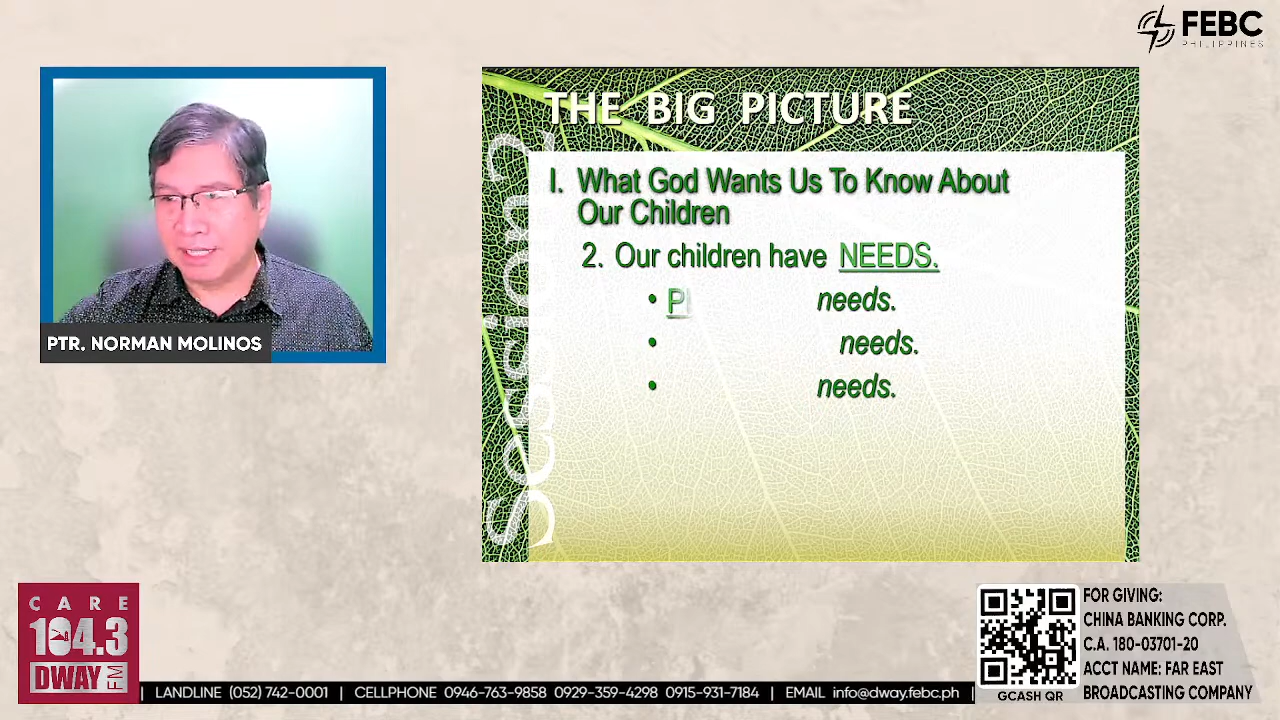 FEBC
PHILIPPINES
PTR. NORMAN MOLINOS
THE BIG PICTURE
Session 2
I. What God Wants Us To Know About
Our Children
2. Our children have NEEDS.
• P needs.
• needs.
• needs.
CARE
104.3
DWAY FM
| LANDLINE (052) 742-0001 | CELLPHONE 0946-763-9858 0929-359-4298 0915-931-7184 | EMAIL info@dway.febc.ph |
GCASH QR
FOR GIVING:
CHINA BANKING CORP.
C.A. 180-03701-20
ACCT NAME: FAR EAST
BROADCASTING COMPANY